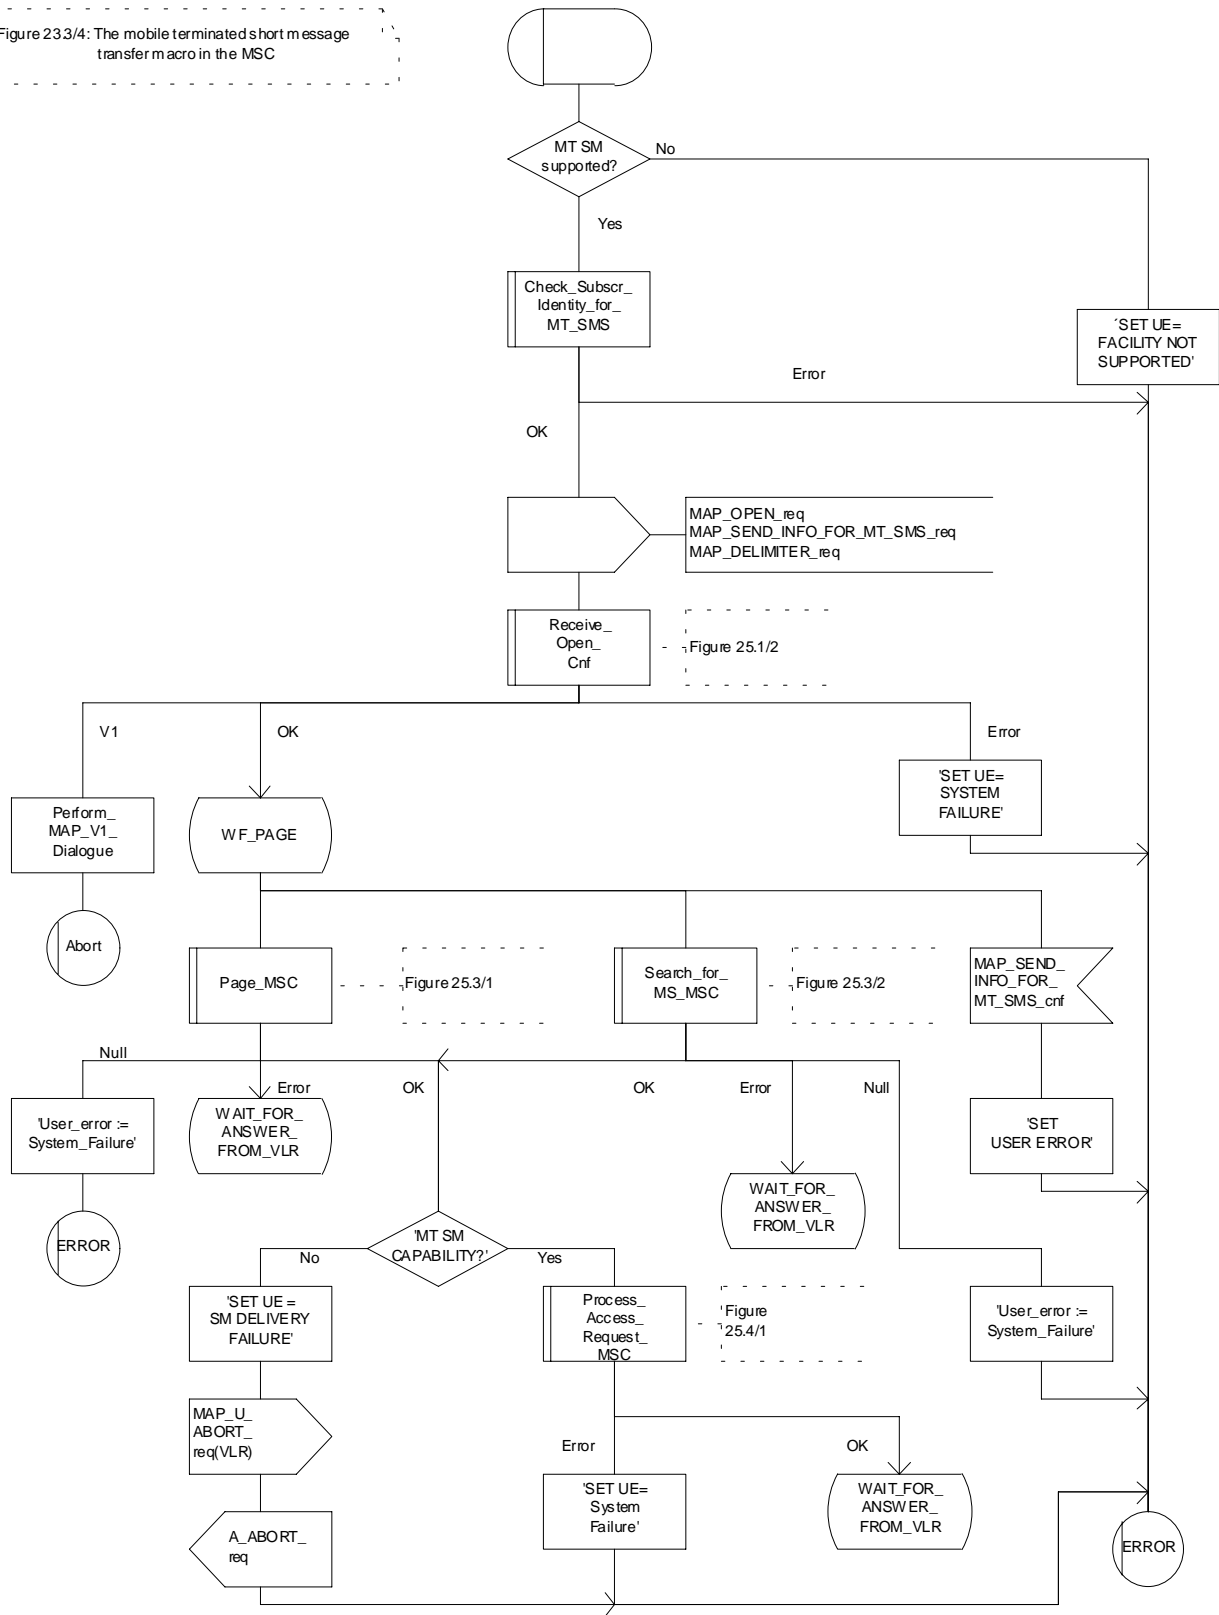 Figure 23.3/4: The mobile terminated short message
transfer macro in the MSC
MT SM
supported?
No
Yes
Check_Subscr_
Identity_for_
MT_SMS
´SET UE=
FACILITY NOT
SUPPORTED'
Error
OK
MAP_OPEN_req
MAP_SEND_INFO_FOR_MT_SMS_req
MAP_DELIMITER_req
Receive_
Open_
Cnf
Figure 25.1/2
V1
OK
Error
'SET UE=
SYSTEM
FAILURE'
Perform_
MAP_V1_
Dialogue
WF_PAGE
Abort
Page_MSC
Figure 25.3/1
Search_for_
MS_MSC
Figure 25.3/2
MAP_SEND_
INFO_FOR_
MT_SMS_cnf
Null
Error
OK
OK
Error
Null
'User_error :=
System_Failure'
WAIT_FOR_
ANSWER_
FROM_VLR
'SET
USER ERROR'
WAIT_FOR_
ANSWER_
FROM_VLR
ERROR
'MT SM
CAPABILITY?'
No
Yes
'SET UE =
SM DELIVERY
FAILURE'
Process_
Access_
Request_
MSC
Figure
25.4/1
'User_error :=
System_Failure'
MAP_U_
ABORT_
req(VLR)
Error
OK
'SET UE=
System
Failure'
WAIT_FOR_
ANSWER_
FROM_VLR
A_ABORT_
req
ERROR